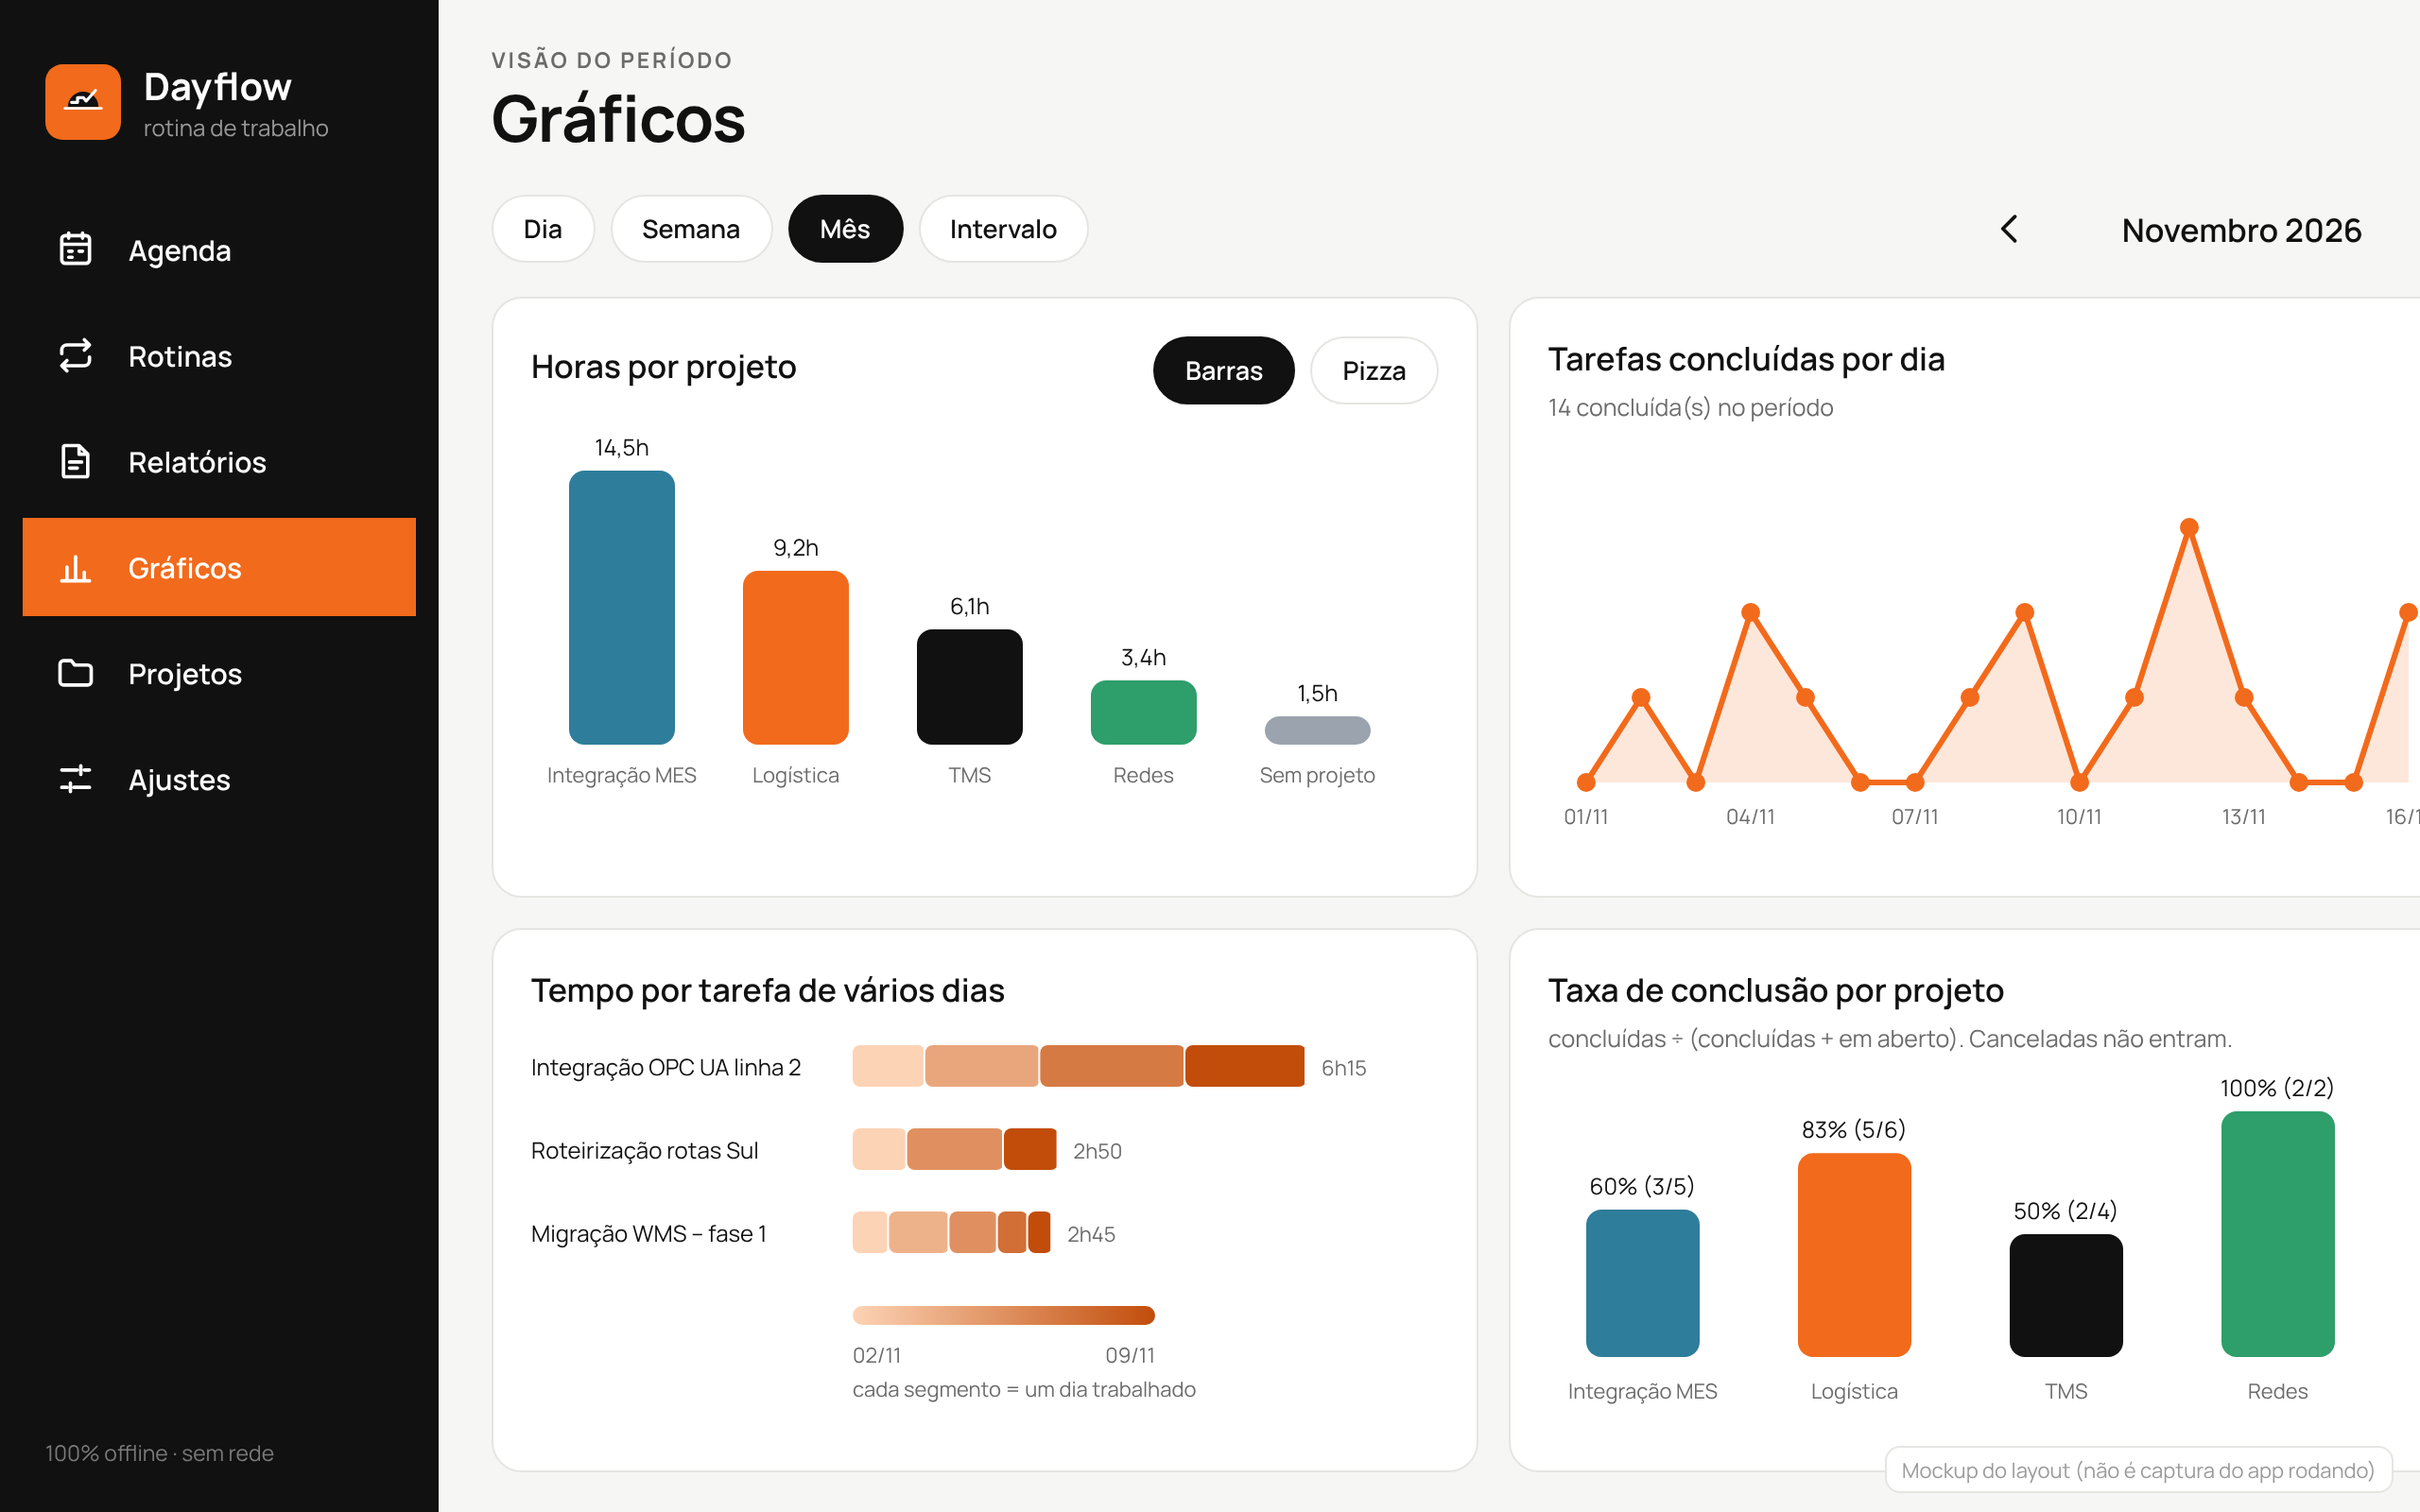 Dayflow
rotina de trabalho
Agenda
Rotinas
Relatórios
Gráficos
Projetos
Ajustes
100% offline · sem rede
VISÃO DO PERÍODO
Gráficos
Dia
Semana
Mês
Intervalo
Novembro 2026
Horas por projeto
Barras
Pizza
14,5h
9,2h
6,1h
3,4h
1,5h
Integração MES
Logística
TMS
Redes
Sem projeto
Tarefas concluídas por dia
14 concluída(s) no período
01/11
04/11
07/11
10/11
13/11
16/1
Tempo por tarefa de vários dias
Integração OPC UA linha 2
6h15
Roteirização rotas Sul
2h50
Migração WMS – fase 1
2h45
02/11
09/11
cada segmento = um dia trabalhado
Taxa de conclusão por projeto
concluídas ÷ (concluídas + em aberto). Canceladas não entram.
60% (3/5)
83% (5/6)
50% (2/4)
100% (2/2)
Integração MES
Logística
TMS
Redes
Mockup do layout (não é captura do app rodando)